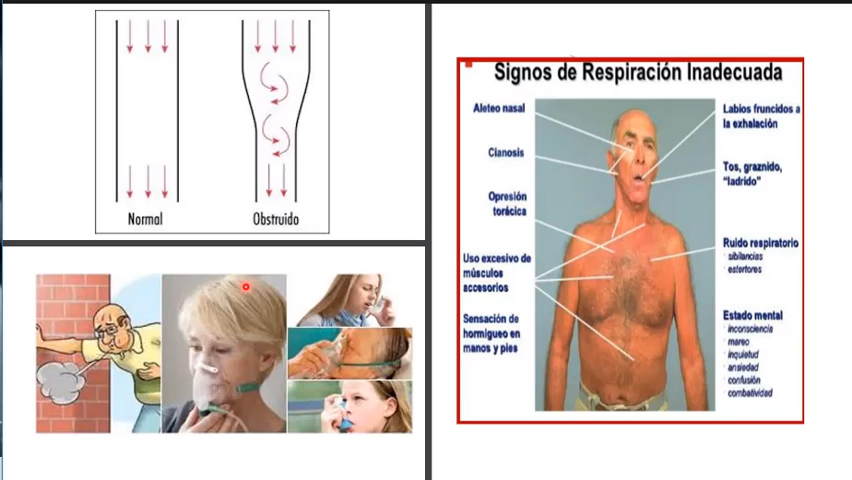 Normal
Obstruido
Signos de Respiración Inadecuada
Aleteo nasal
Cianosis
Opresión
torácica
Uso excesivo de
músculos
accesorios
Sensación de
hormigueo en
manos y pies
Labios fruncidos a
la exhalación
Tos, graznido,
"ladrido"
Ruido respiratorio
sibilancias
estertores
Estado mental
inconsciencia
mareo
inquietud
ansiedad
confusión
combatividad